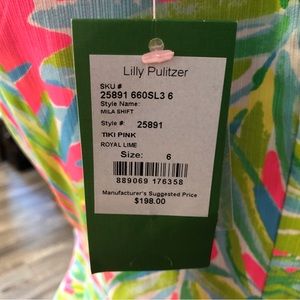 Lilly Pulitzer
SKU #
25891 660SL3 6
Style Name:
MILA SHIFT
Style #: 25891
TIKI PINK
ROYAL LIME
Size: 6
889069 176358
Manufacturer's Suggested Price
$198.00